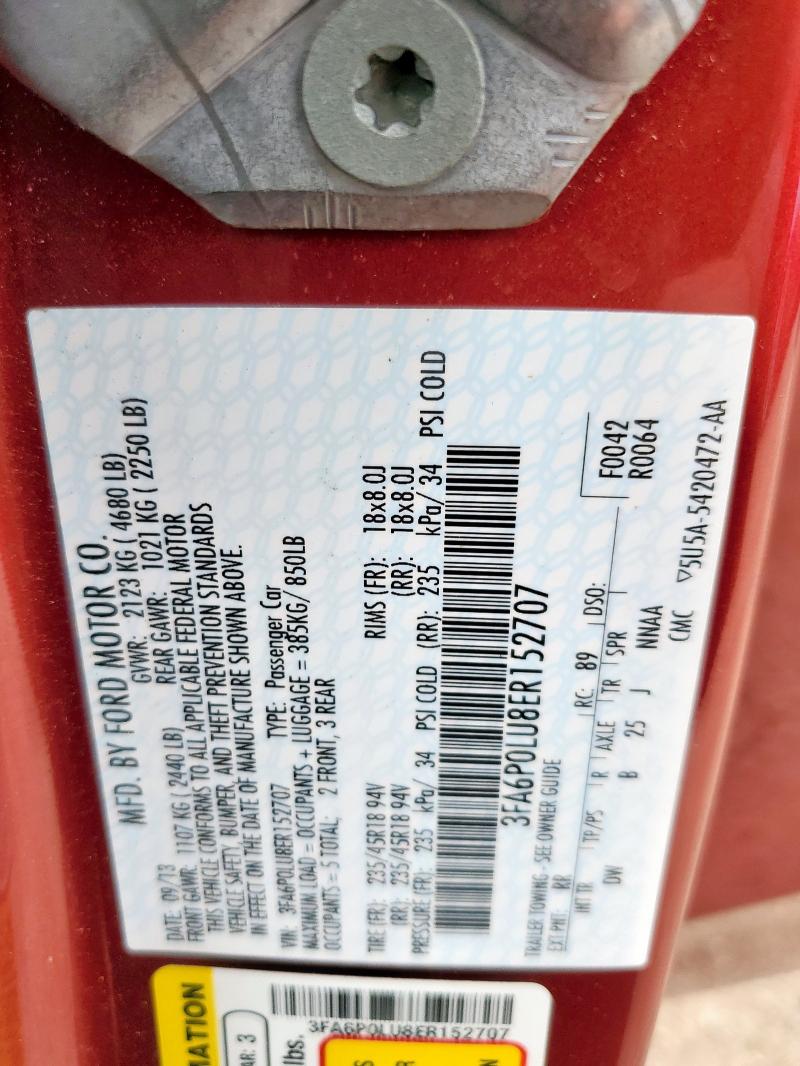 MFD. BY FORD MOTOR CO.
DATE: 09/13 GVWR: 2123 KG ( 4680 LB)
FRONT GAWR: 1107 KG ( 2440 LB) REAR GAWR: 1021 KG ( 2250 LB)
THIS VEHICLE CONFORMS TO ALL APPLICABLE FEDERAL MOTOR
VEHICLE SAFETY, BUMPER, AND THEFT PREVENTION STANDARDS
IN EFFECT ON THE DATE OF MANUFACTURE SHOWN ABOVE.
VIN: 3FA6P0LU8ER152707 TYPE: Passenger Car
MAXIMUM LOAD = OCCUPANTS + LUGGAGE = 385KG/ 850LB
OCCUPANTS = 5 TOTAL, 2 FRONT, 3 REAR
TIRE (FR): 235/45R18 94V RIMS (FR): 18x8.0J
(RR): 235/45R18 94V (RR): 18x8.0J
PRESSURE (FR): 235 kPa/ 34 PSI COLD (RR): 235 kPa/ 34 PSI COLD
3FA6P0LU8ER152707
TRAILER TOWING - SEE OWNER GUIDE F0042
EXT PNT: RR RC: 89 DSO: R0064
INT TR TP/PS R AXLE TR SPR
DW B 25 J NNAA
CMC ▽5U5A-5420472-AA
MATION
AR: 3
lbs.
3FA6P0LU8ER152707
S
R
N